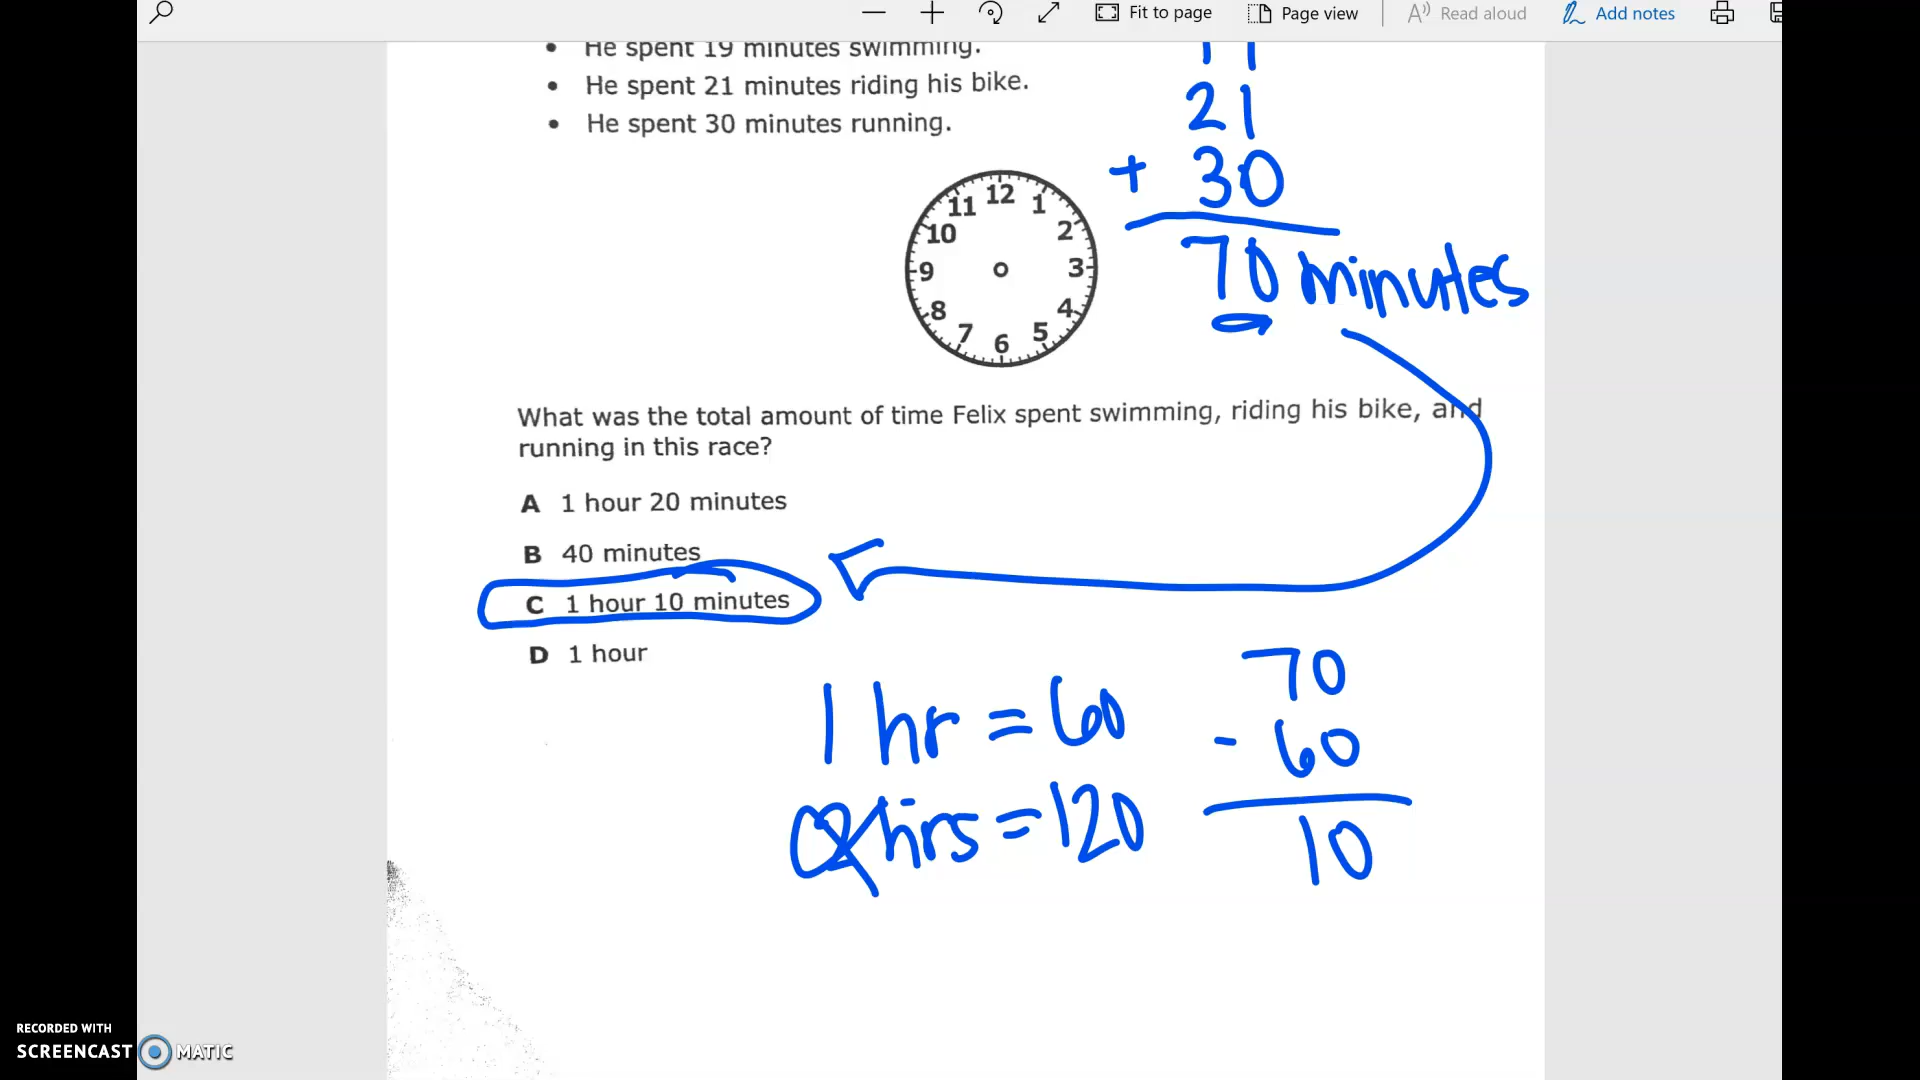 Fit to page
Page view
Read aloud
Add notes
He spent 19 minutes swimming.
• He spent 21 minutes riding his bike.
• He spent 30 minutes running.
21
+ 30
70 minutes
12
11 1
10 2
9 3
8 4
7 5
6
What was the total amount of time Felix spent swimming, riding his bike, and
running in this race?
A 1 hour 20 minutes
B 40 minutes
C 1 hour 10 minutes
D 1 hour
1 hr = 60
2 hrs = 120
70
- 60
10
RECORDED WITH
SCREENCAST MATIC